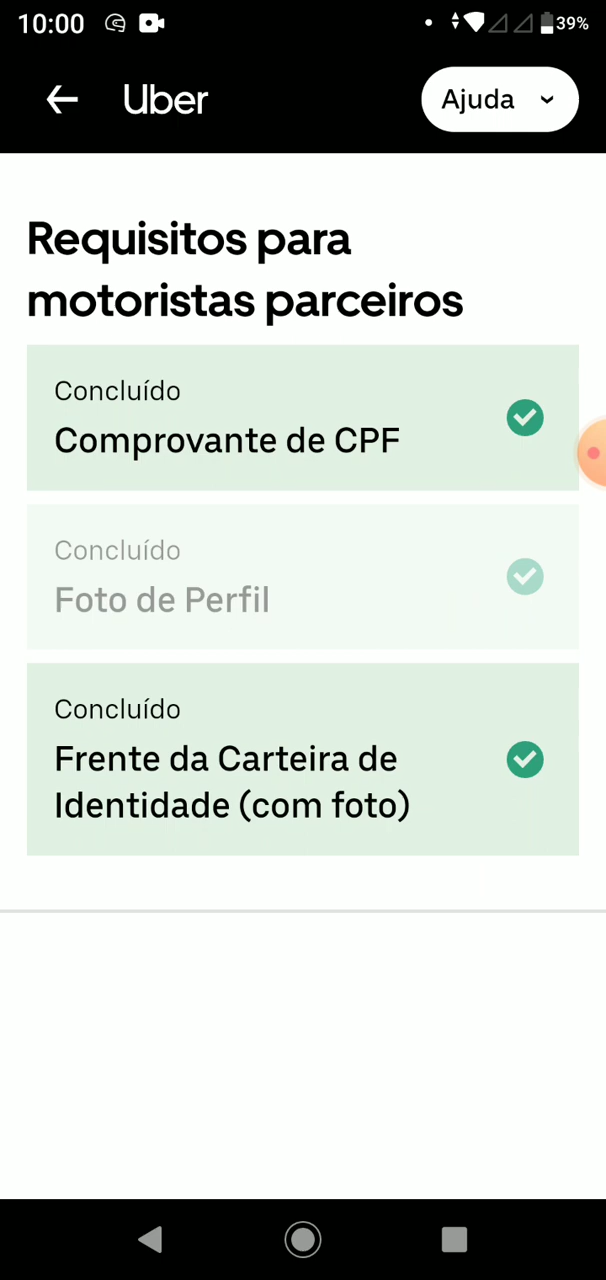 10:00
39%
Uber
Ajuda
Requisitos para
motoristas parceiros
Concluído
Comprovante de CPF
Concluído
Foto de Perfil
Concluído
Frente da Carteira de
Identidade (com foto)